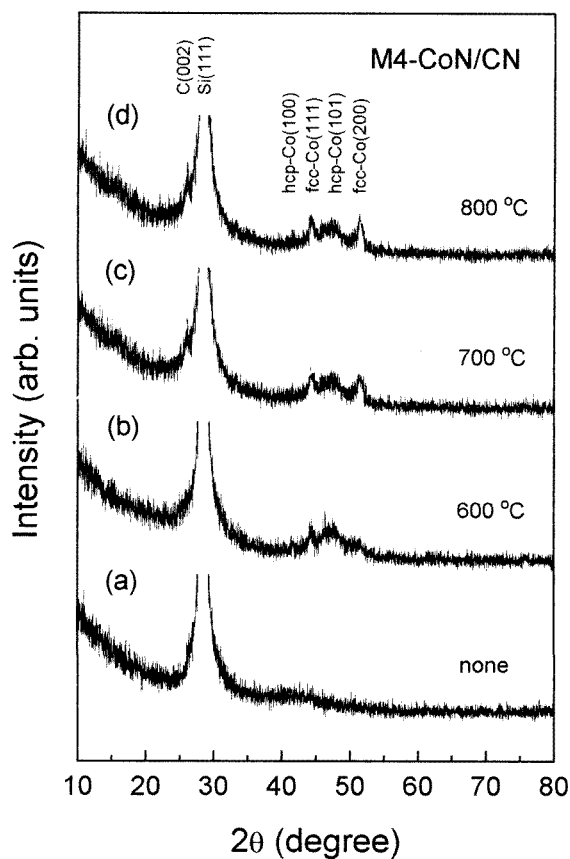 M4-CoN/CN
C(002)
Si(111)
hcp-Co(100)
fcc-Co(111)
hcp-Co(101)
fcc-Co(200)
(d)
800 °C
(c)
700 °C
(b)
600 °C
(a)
none
Intensity (arb. units)
10 20 30 40 50 60 70 80
2θ (degree)